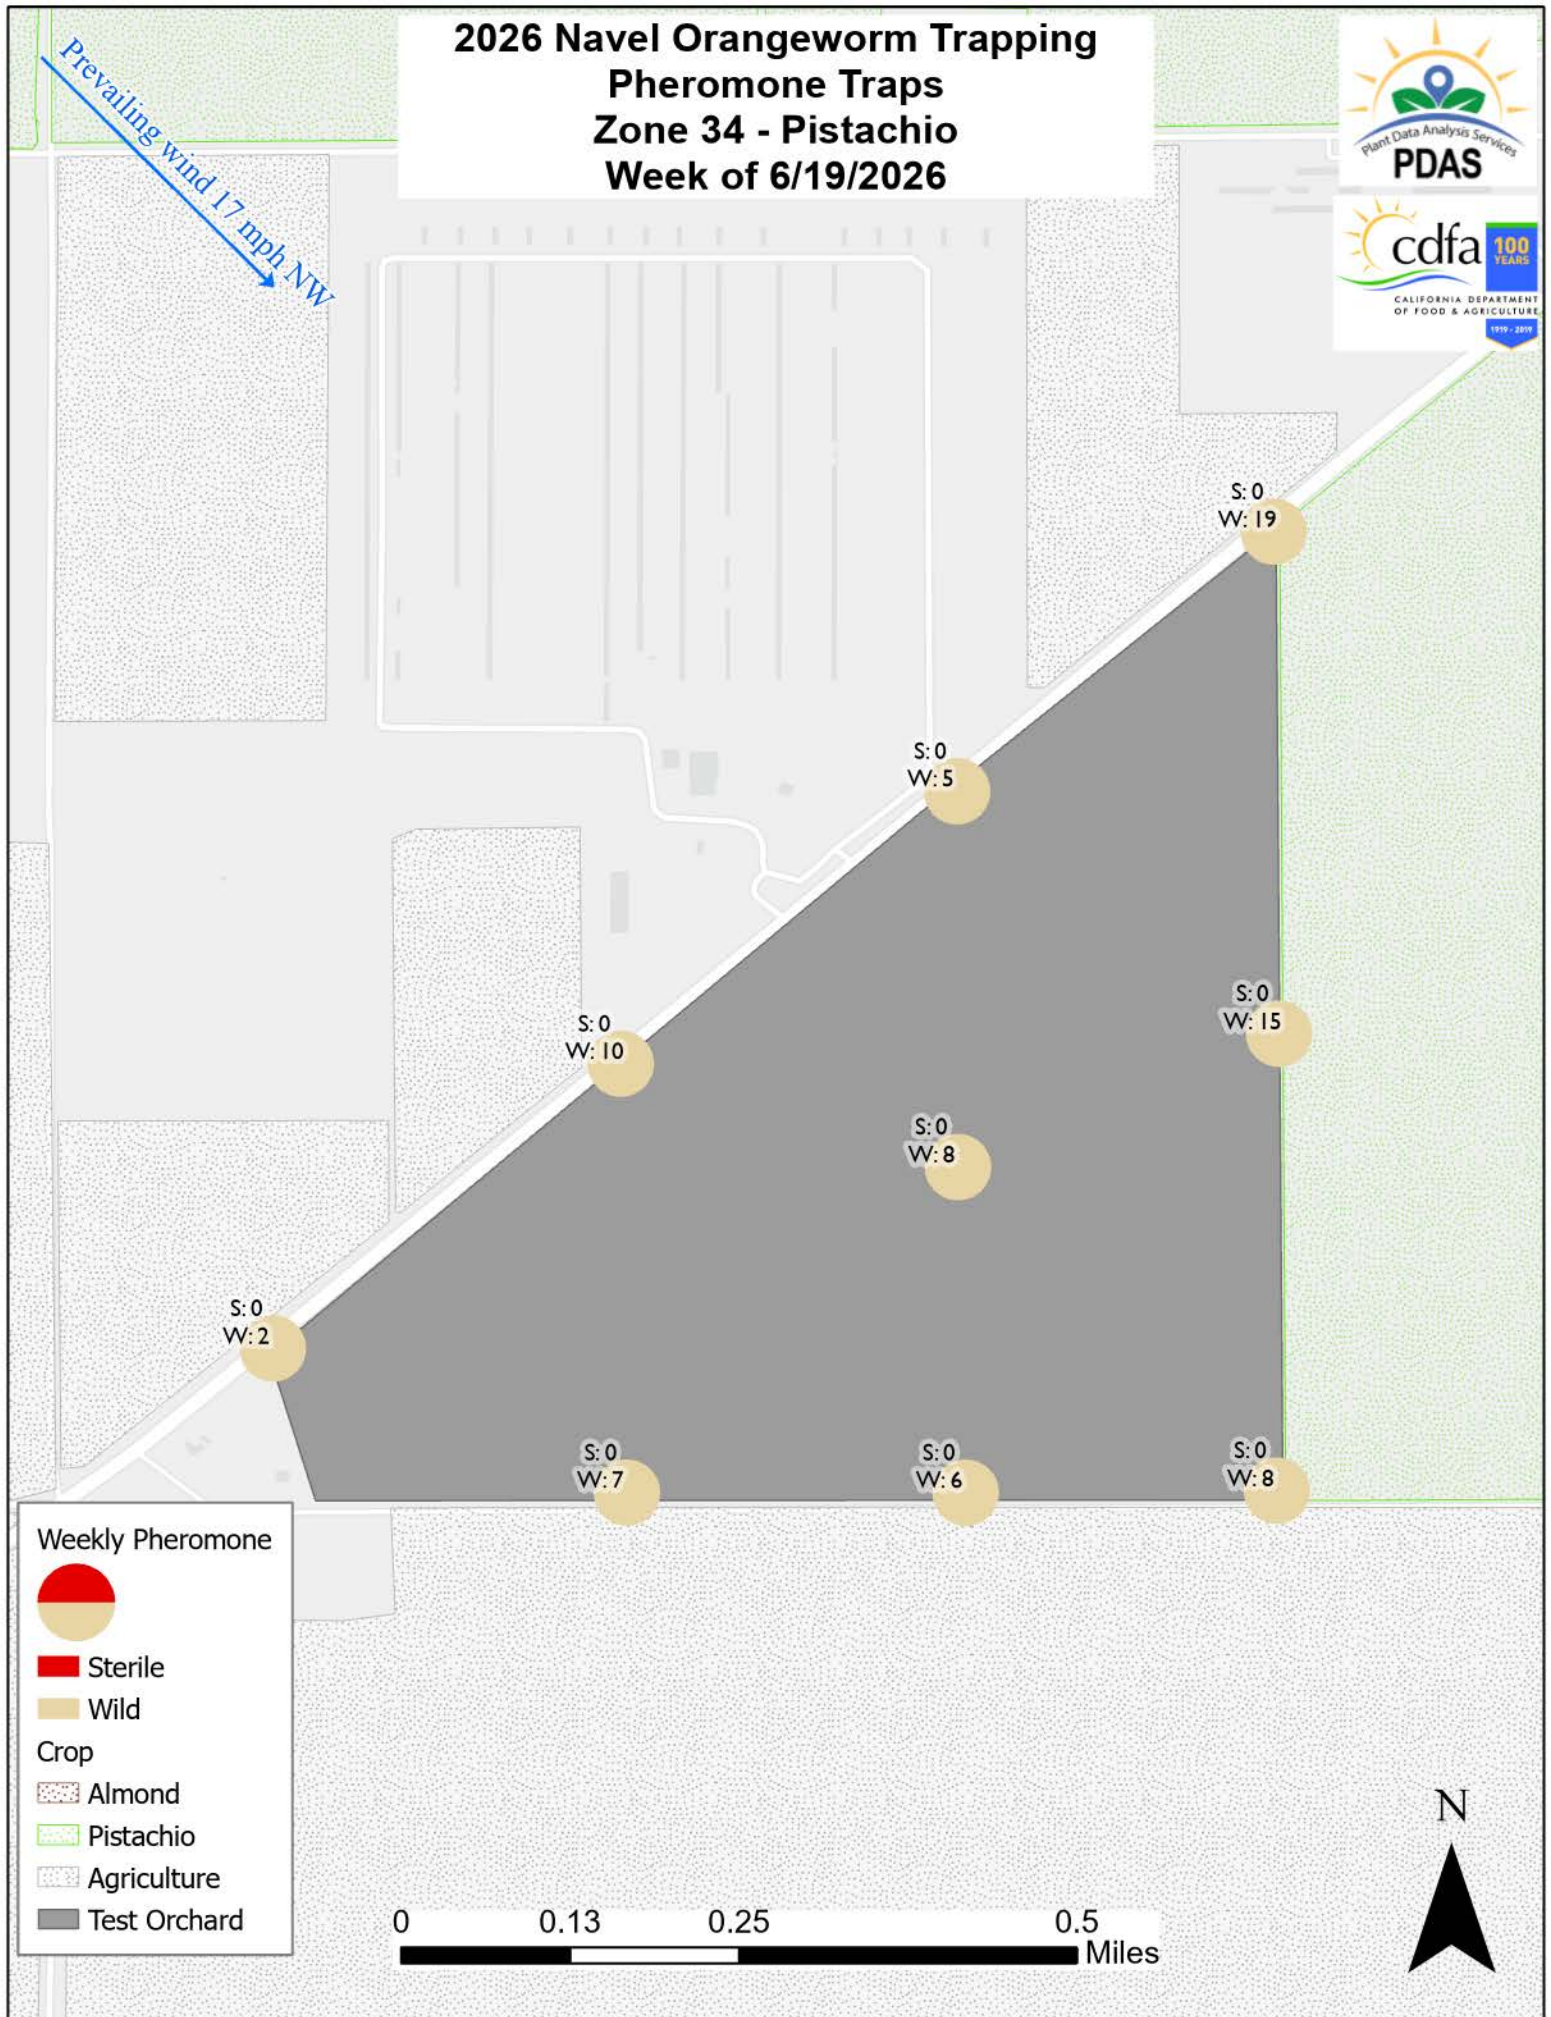 2026 Navel Orangeworm Trapping
Pheromone Traps
Zone 34 - Pistachio
Week of 6/19/2026
Prevailing wind 17 mph NW
Plant Data Analysis Services
PDAS
cdfa
100
YEARS
CALIFORNIA DEPARTMENT
OF FOOD & AGRICULTURE
1919 - 2019
S: 0
W: 19
S: 0
W: 5
S: 0
W: 15
S: 0
W: 10
S: 0
W: 8
S: 0
W: 2
S: 0
W: 7
S: 0
W: 6
S: 0
W: 8
Weekly Pheromone
Sterile
Wild
Crop
Almond
Pistachio
Agriculture
Test Orchard
0 0.13 0.25 0.5
Miles
N